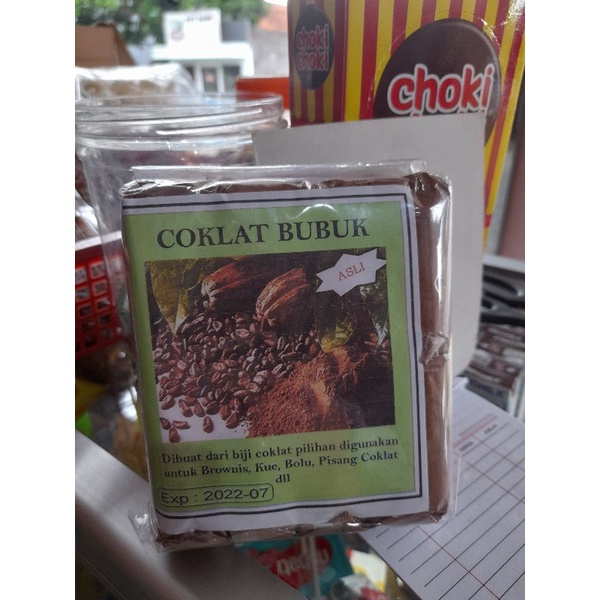 choki
choki
choki
COKLAT BUBUK
ASLI
Dibuat dari biji coklat pilihan digunakan
untuk Brownis, Kue, Bolu, Pisang Coklat
dll
Exp : 2022-07